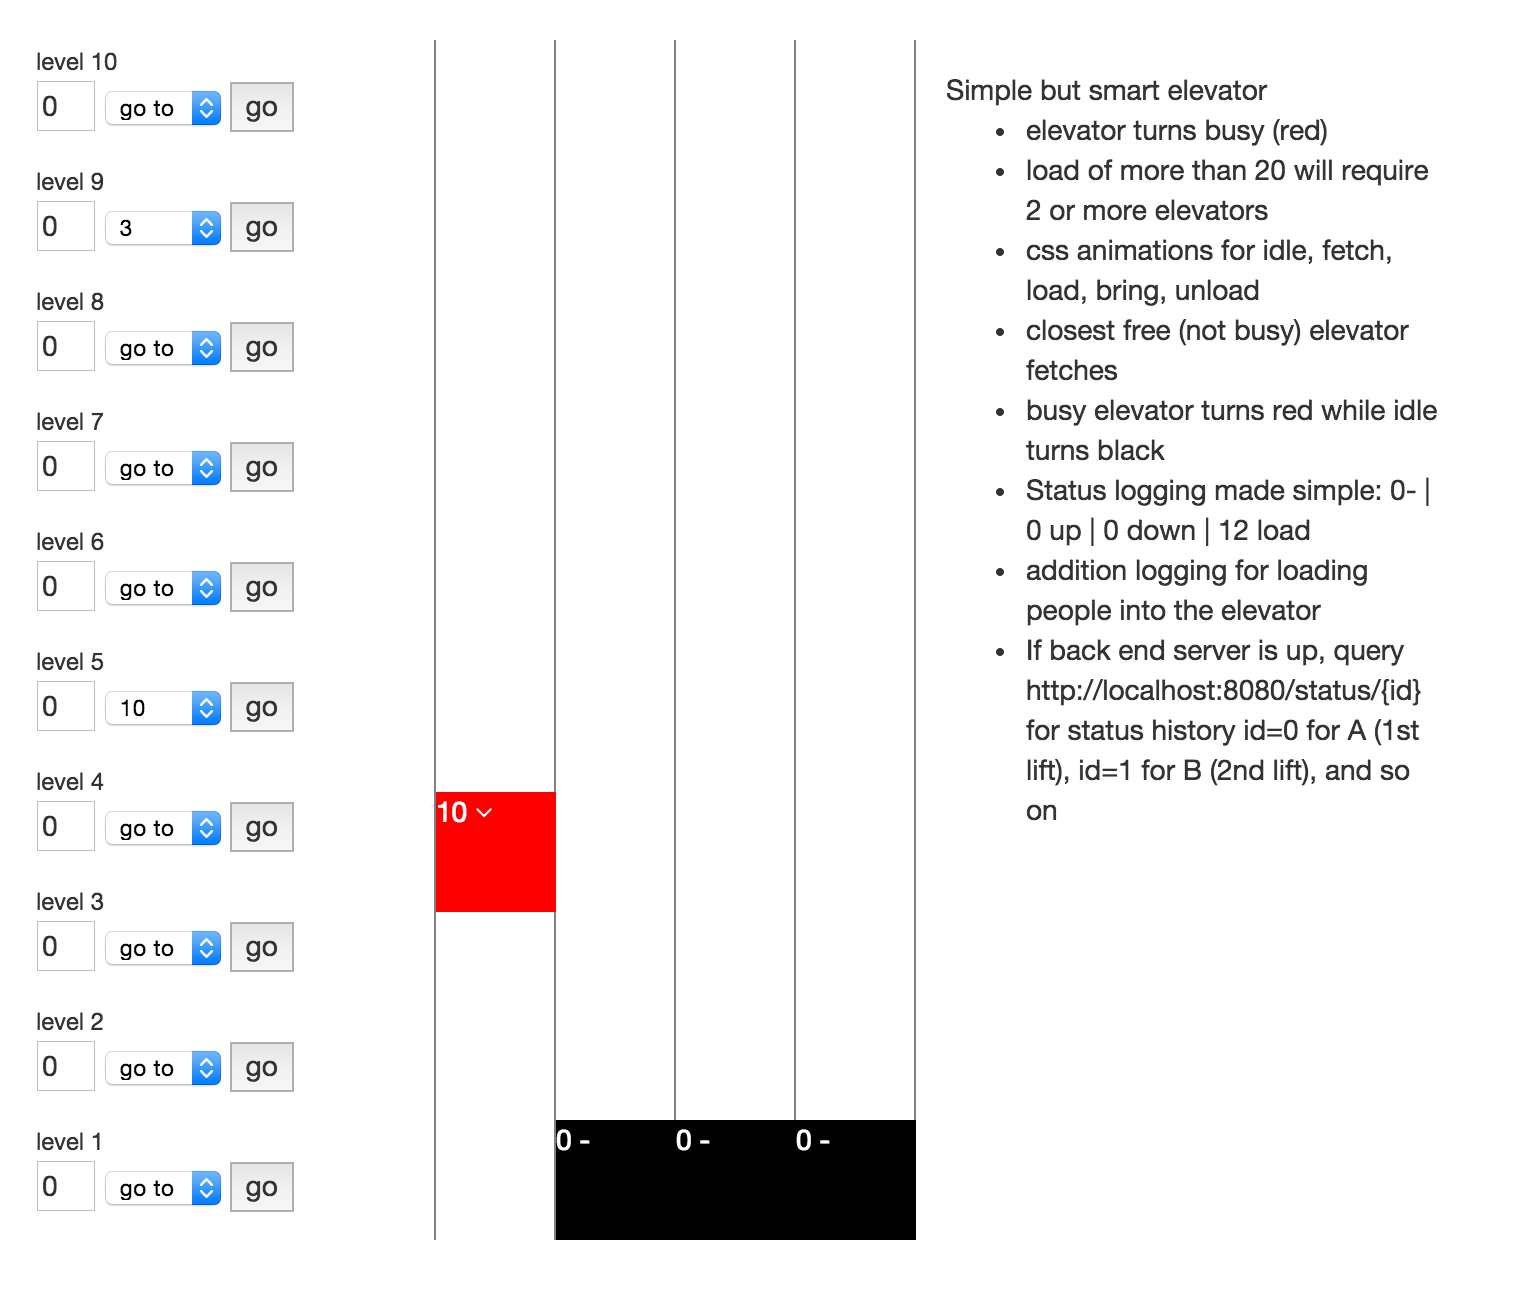 level 10
0 go to go
level 9
0 3 go
level 8
0 go to go
level 7
0 go to go
level 6
0 go to go
level 5
0 10 go
level 4
0 go to go
level 3
0 go to go
level 2
0 go to go
level 1
0 go to go
10
0 -
0 -
0 -
Simple but smart elevator
• elevator turns busy (red)
• load of more than 20 will require
2 or more elevators
• css animations for idle, fetch,
load, bring, unload
• closest free (not busy) elevator
fetches
• busy elevator turns red while idle
turns black
• Status logging made simple: 0- |
0 up | 0 down | 12 load
• addition logging for loading
people into the elevator
• If back end server is up, query
http://localhost:8080/status/{id}
for status history id=0 for A (1st
lift), id=1 for B (2nd lift), and so
on